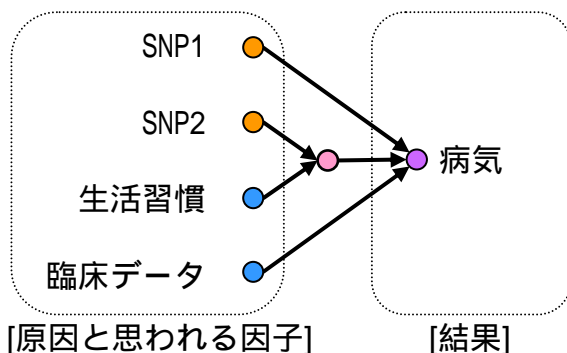 SNP1
SNP2
生活習慣
臨床データ
病気
[原因と思われる因子]
[結果]